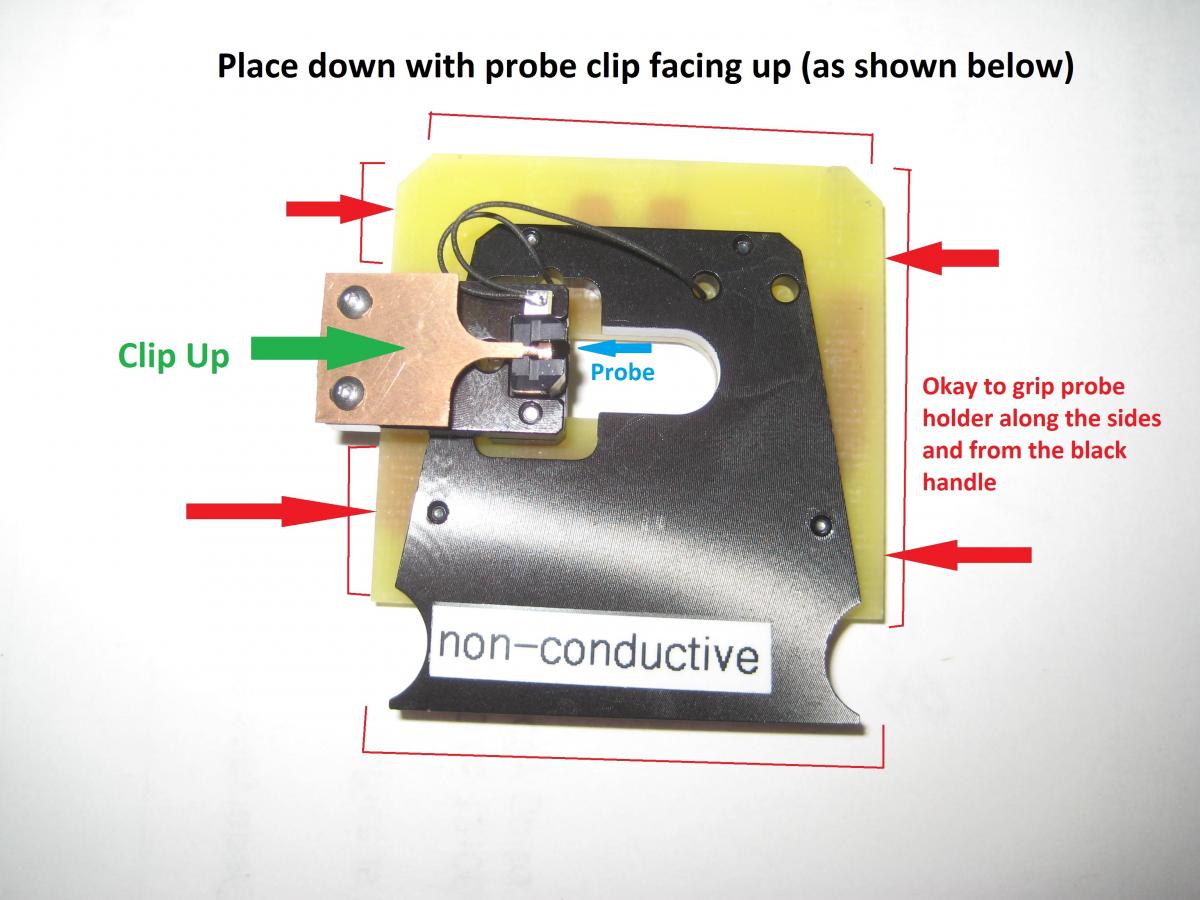 Place down with probe clip facing up (as shown below)
Clip Up
Probe
Okay to grip probe
holder along the sides
and from the black
handle
non-conductive